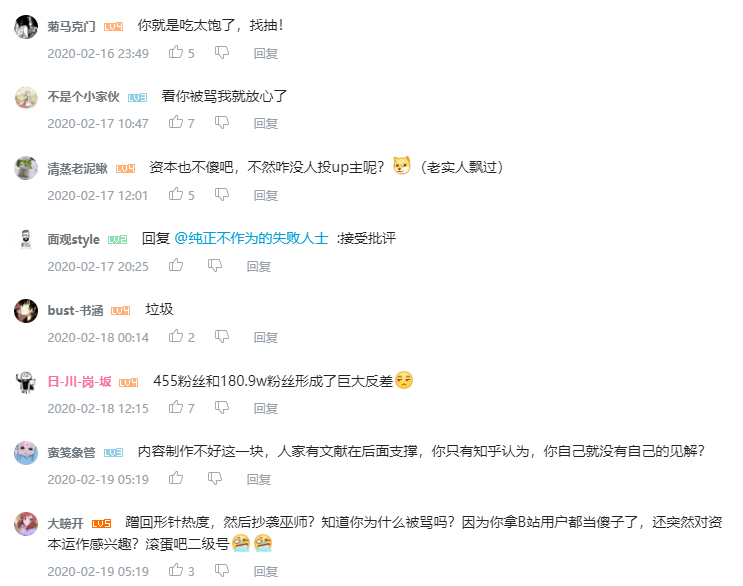 菊马克门 LV4 你就是吃太饱了，找抽！
2020-02-16 23:49 5 回复
不是个小家伙 LV3 看你被骂我就放心了
2020-02-17 10:47 7 回复
清蒸老泥鳅 LV4 资本也不傻吧，不然咋没人投up主呢？（老实人飘过）
2020-02-17 12:01 5 回复
面观style LV2 回复 @纯正不作为的失败人士 :接受批评
2020-02-17 20:25 回复
bust-书涵 LV4 垃圾
2020-02-18 00:14 2 回复
日-川-岗-坂 LV4 455粉丝和180.9w粉丝形成了巨大反差
2020-02-18 12:15 7 回复
蛮笺象管 LV3 内容制作不好这一块，人家有文献在后面支撑，你只有知乎认为，你自己就没有自己的见解？
2020-02-19 05:19 回复
大螃开 LV5 蹭回形针热度，然后抄袭巫师？知道你为什么被骂吗？因为你拿B站用户都当傻子了，还突然对资
本运作感兴趣？滚蛋吧二级号
2020-02-19 05:19 3 回复